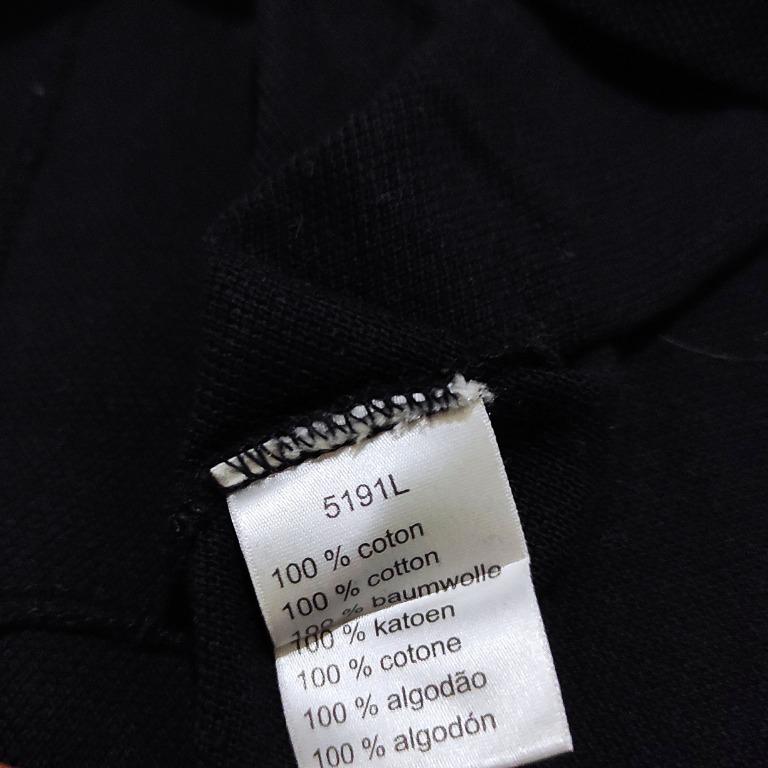 5191L
100 % coton
100 % cotton
100 % baumwolle
100 % katoen
100 % cotone
100 % algodão
100 % algodón